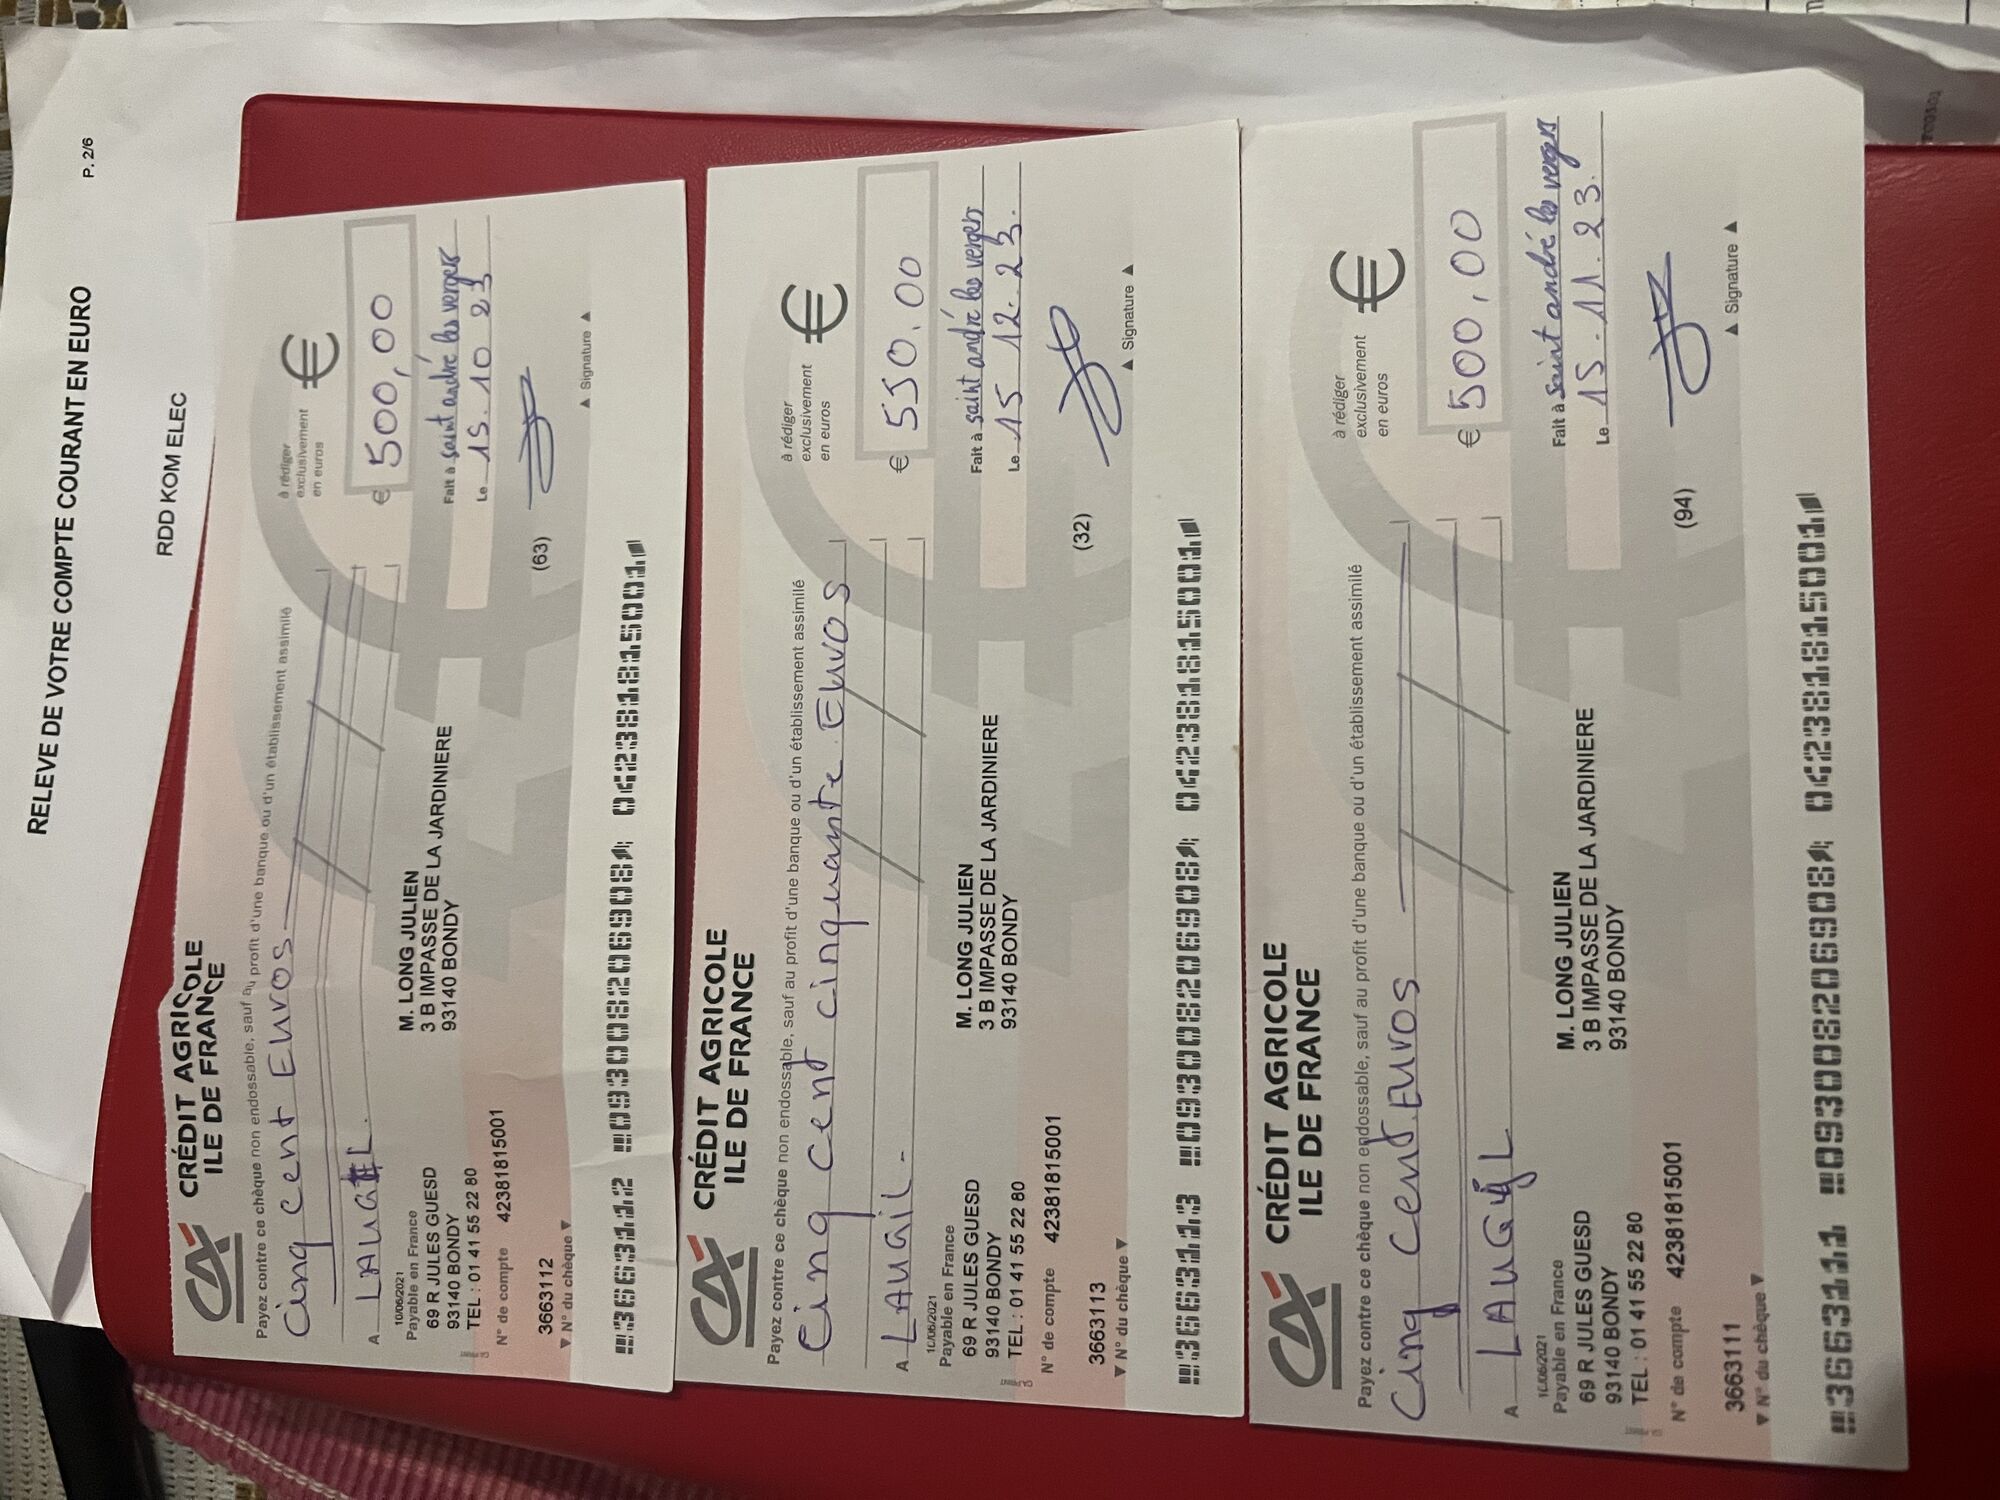 RELEVE DE VOTRE COMPTE COURANT EN EURO
P. 2/6
RDD KOM ELEC
CA
CRÉDIT AGRICOLE
ILE DE FRANCE
à rédiger
exclusivement
en euros
€
Payez contre ce chèque non endossable, sauf au profit d'une banque ou d'un établissement assimilé
Cinq cent Euros
€ 500,00
A LAugIL.
Fait à saint andré les vergers
Le 15.10 23
10/06/2021
Payable en France
69 R JULES GUESD
93140 BONDY
TEL : 01 41 55 22 80
N° de compte 42381815001
M. LONG JULIEN
3 B IMPASSE DE LA JARDINIERE
93140 BONDY
(63)
3663112
▼ N° du chèque ▼
▲ Signature ▲
3663112 093008206908 042381815001
CA
CRÉDIT AGRICOLE
ILE DE FRANCE
à rédiger
exclusivement
en euros
€
Payez contre ce chèque non endossable, sauf au profit d'une banque ou d'un établissement assimilé
Cinq cent cinquante Euros
€ 550.00
A LAugIL.
Fait à saint andré les vergers
Le 15 12.23.
10/06/2021
Payable en France
69 R JULES GUESD
93140 BONDY
TEL : 01 41 55 22 80
N° de compte 42381815001
M. LONG JULIEN
3 B IMPASSE DE LA JARDINIERE
93140 BONDY
(32)
3663113
▼ N° du chèque ▼
▲ Signature ▲
3663113 093008206908 042381815001
CA
CRÉDIT AGRICOLE
ILE DE FRANCE
à rédiger
exclusivement
en euros
€
Payez contre ce chèque non endossable, sauf au profit d'une banque ou d'un établissement assimilé
Cinq cent Euros
€ 500,00
A LAugIL
Fait à saint andré les vergers
Le 15.11.23.
10/06/2021
Payable en France
69 R JULES GUESD
93140 BONDY
TEL : 01 41 55 22 80
N° de compte 42381815001
M. LONG JULIEN
3 B IMPASSE DE LA JARDINIERE
93140 BONDY
(94)
3663111
▼ N° du chèque ▼
▲ Signature ▲
3663111 093008206908 042381815001